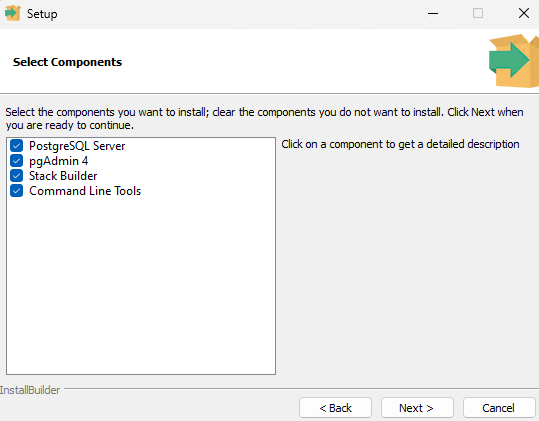 Setup
Select Components
Select the components you want to install; clear the components you do not want to install. Click Next when
you are ready to continue.
PostgreSQL Server
pgAdmin 4
Stack Builder
Command Line Tools
Click on a component to get a detailed description
InstallBuilder
< Back
Next >
Cancel